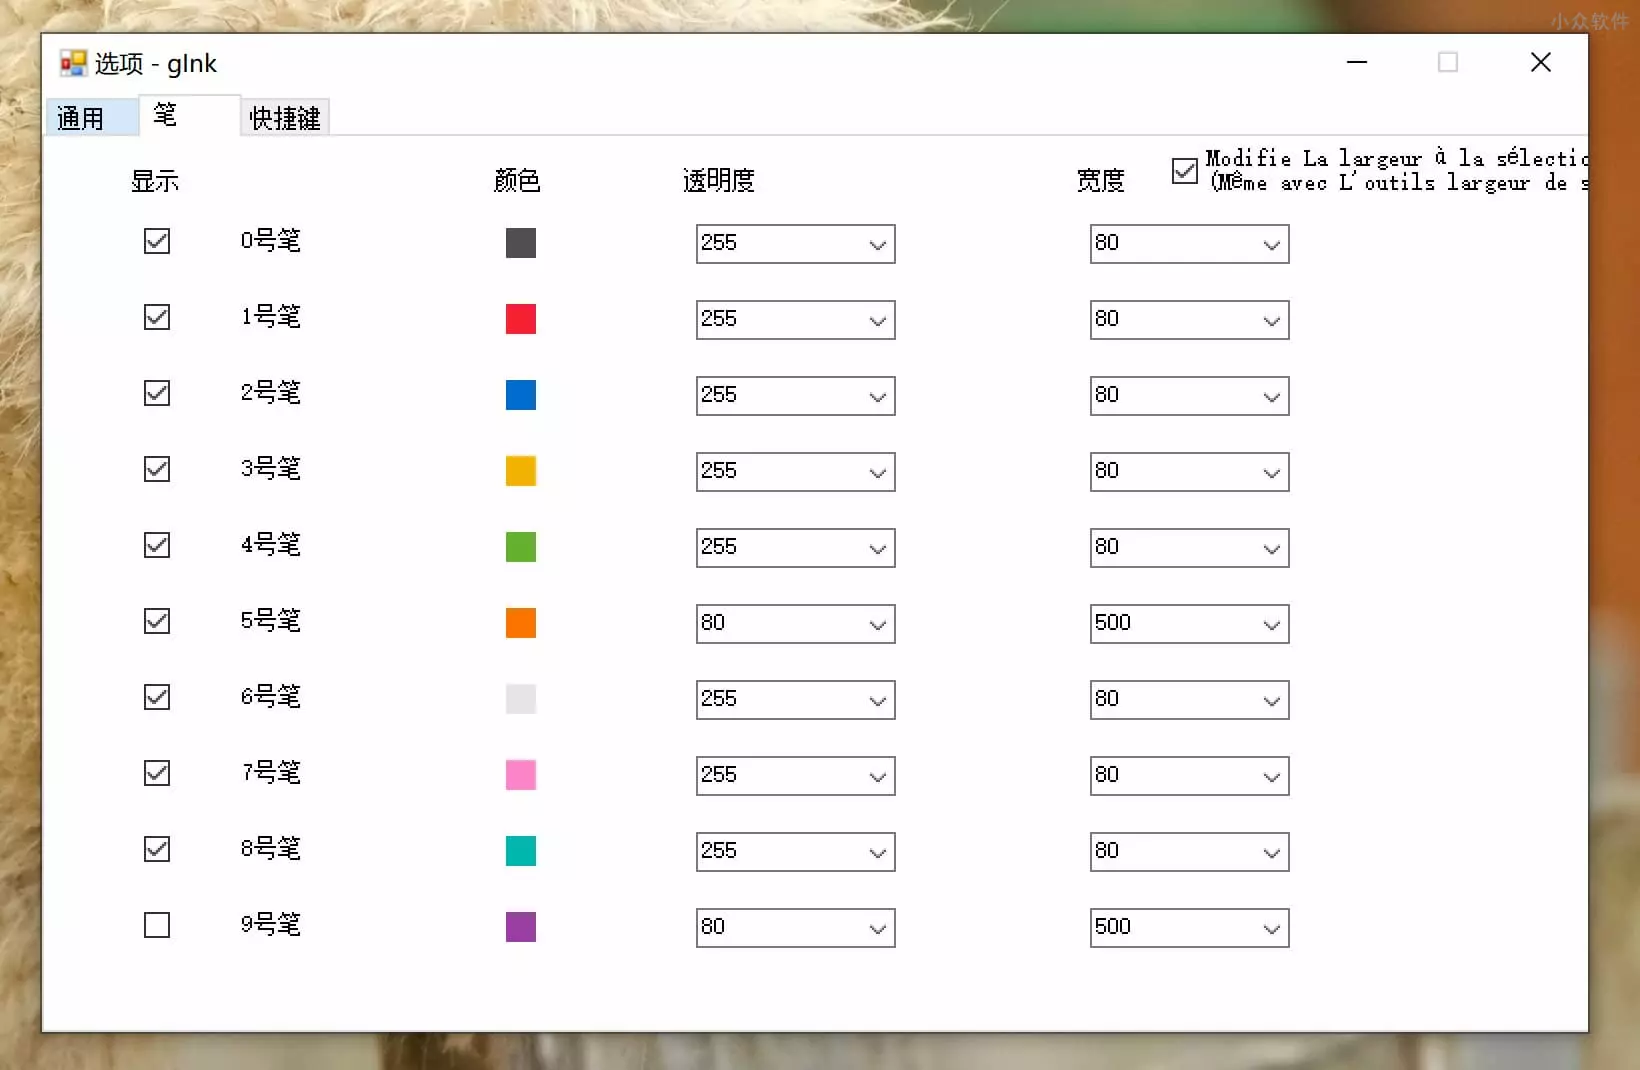 小众软件
选项 - gInk
通用 笔 快捷键
显示 颜色 透明度 宽度
Modifie La largeur à la
(Même avec L'outils largeur de
0号笔 255 80
1号笔 255 80
2号笔 255 80
3号笔 255 80
4号笔 255 80
5号笔 80 500
6号笔 255 80
7号笔 255 80
8号笔 255 80
9号笔 80 500